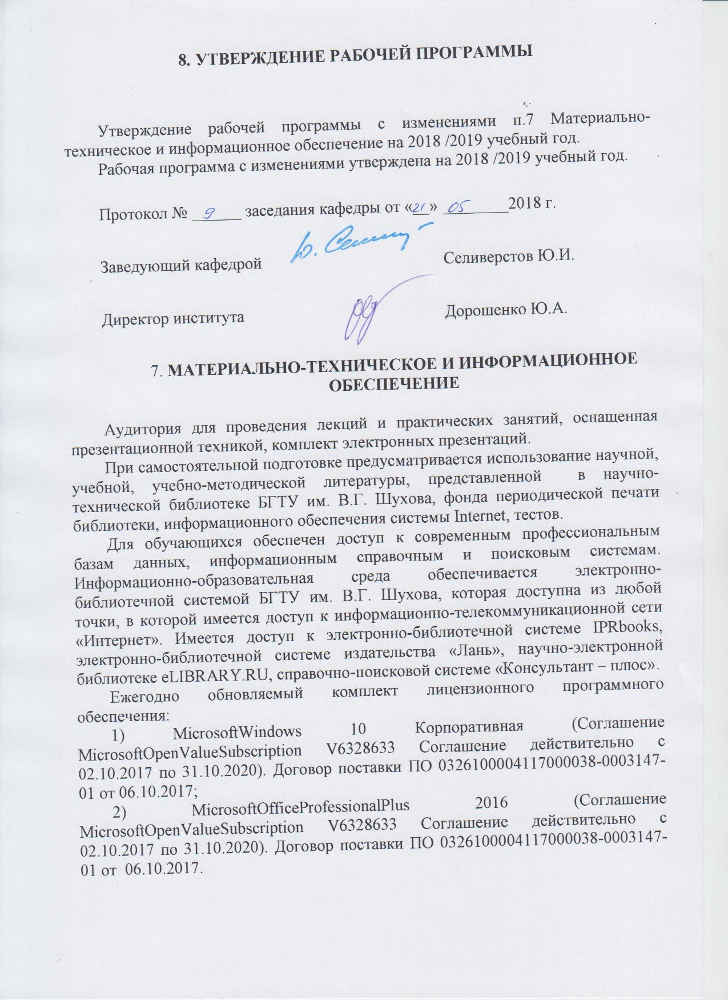 8. УТВЕРЖДЕНИЕ РАБОЧЕЙ ПРОГРАММЫ
Утверждение рабочей программы с изменениями п.7 Материально-
техническое и информационное обеспечение на 2018 /2019 учебный год.
Рабочая программа с изменениями утверждена на 2018 /2019 учебный год.
Протокол № __9__ заседания кафедры от «21» __05__2018 г.
Заведующий кафедрой Селиверстов Ю.И.
Директор института Дорошенко Ю.А.
7. МАТЕРИАЛЬНО-ТЕХНИЧЕСКОЕ И ИНФОРМАЦИОННОЕ
ОБЕСПЕЧЕНИЕ
Аудитория для проведения лекций и практических занятий, оснащенная
презентационной техникой, комплект электронных презентаций.
При самостоятельной подготовке предусматривается использование научной,
учебной, учебно-методической литературы, представленной в научно-
технической библиотеке БГТУ им. В.Г. Шухова, фонда периодической печати
библиотеки, информационного обеспечения системы Internet, тестов.
Для обучающихся обеспечен доступ к современным профессиональным
базам данных, информационным справочным и поисковым системам.
Информационно-образовательная среда обеспечивается электронно-
библиотечной системой БГТУ им. В.Г. Шухова, которая доступна из любой
точки, в которой имеется доступ к информационно-телекоммуникационной сети
«Интернет». Имеется доступ к электронно-библиотечной системе IPRbooks,
электронно-библиотечной системе издательства «Лань», научно-электронной
библиотеке eLIBRARY.RU, справочно-поисковой системе «Консультант – плюс».
Ежегодно обновляемый комплект лицензионного программного
обеспечения:
1) MicrosoftWindows 10 Корпоративная (Соглашение
MicrosoftOpenValueSubscription V6328633 Соглашение действительно с
02.10.2017 по 31.10.2020). Договор поставки ПО 0326100004117000038-0003147-
01 от 06.10.2017;
2) MicrosoftOfficeProfessionalPlus 2016 (Соглашение
MicrosoftOpenValueSubscription V6328633 Соглашение действительно с
02.10.2017 по 31.10.2020). Договор поставки ПО 0326100004117000038-0003147-
01 от 06.10.2017.